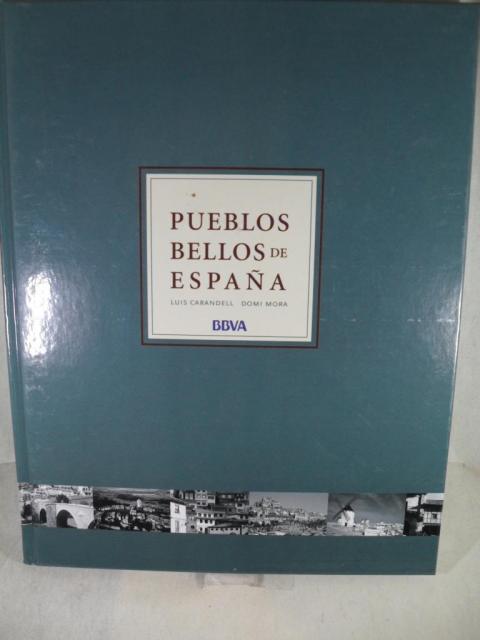 PUEBLOS
BELLOS DE
ESPAÑA
LUIS CARANDELL DOMI MORA
BBVA